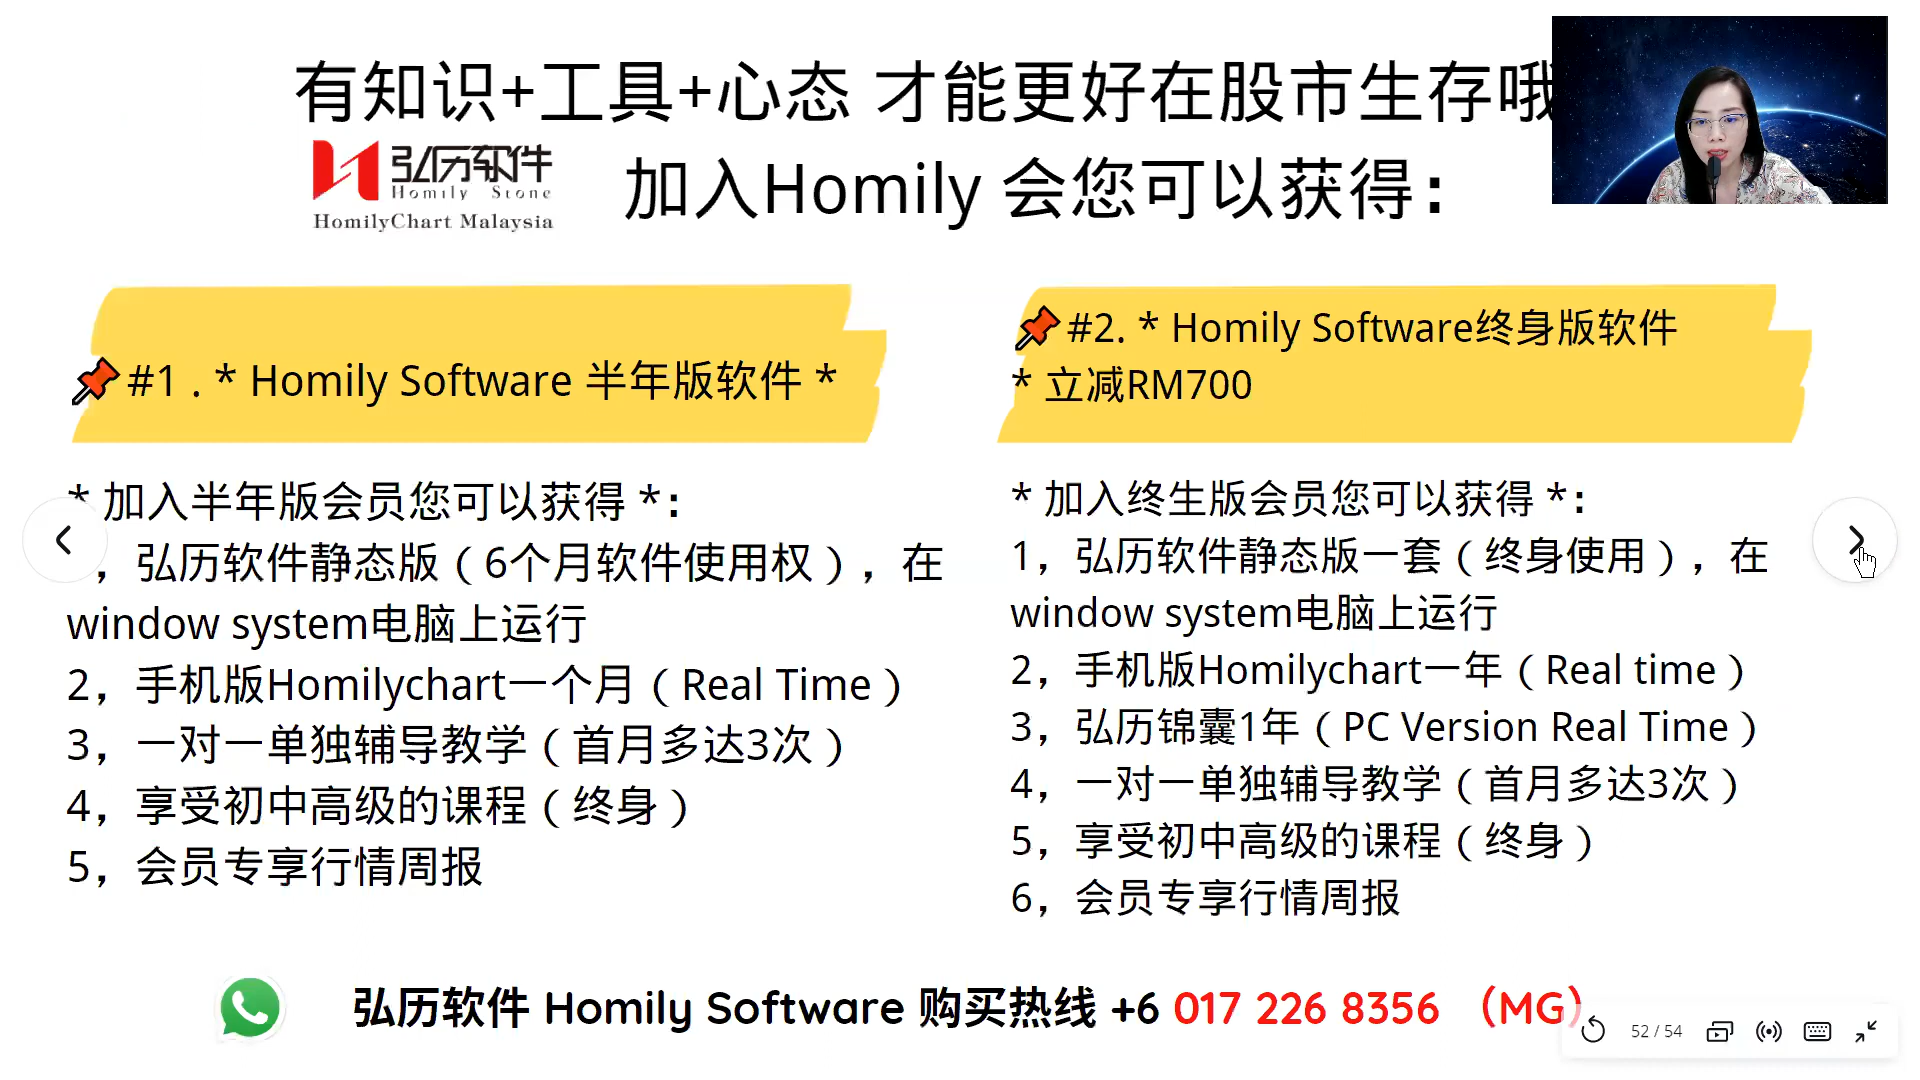 有知识+工具+心态 才能更好在股市生存哦
弘历软件
Homily Stone
HomilyChart Malaysia
加入Homily 会您可以获得：
#1 . * Homily Software 半年版软件 *
* 加入半年版会员您可以获得 *：
，弘历软件静态版（6个月软件使用权），在
window system电脑上运行
2，手机版Homilychart一个月（Real Time）
3，一对一单独辅导教学（首月多达3次）
4，享受初中高级的课程（终身）
5，会员专享行情周报
#2. * Homily Software终身版软件
* 立减RM700
* 加入终生版会员您可以获得 *：
1，弘历软件静态版一套（终身使用），在
window system电脑上运行
2，手机版Homilychart一年（Real time）
3，弘历锦囊1年（PC Version Real Time）
4，一对一单独辅导教学（首月多达3次）
5，享受初中高级的课程（终身）
6，会员专享行情周报
弘历软件 Homily Software 购买热线 +6 017 226 8356 （MG）
52 / 54